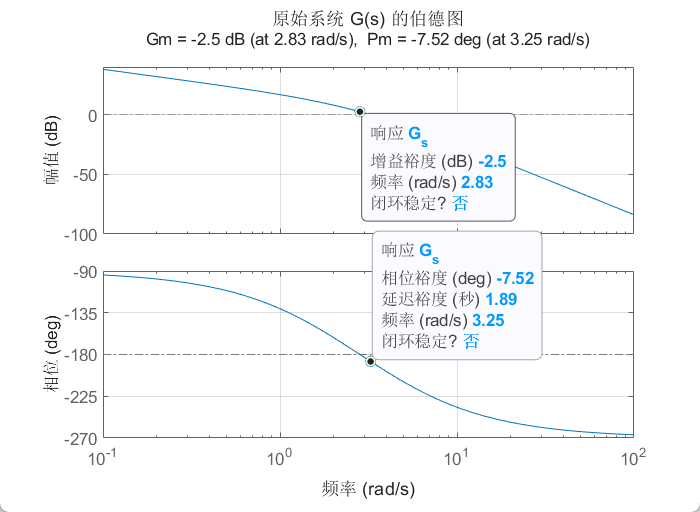 原始系统 G(s) 的伯德图
Gm = -2.5 dB (at 2.83 rad/s), Pm = -7.52 deg (at 3.25 rad/s)
幅值 (dB)
0
-50
-100
响应 Gs
增益裕度 (dB) -2.5
频率 (rad/s) 2.83
闭环稳定? 否
响应 Gs
相位裕度 (deg) -7.52
延迟裕度 (秒) 1.89
频率 (rad/s) 3.25
闭环稳定? 否
相位 (deg)
-90
-135
-180
-225
-270
10-1 100 101 102
频率 (rad/s)